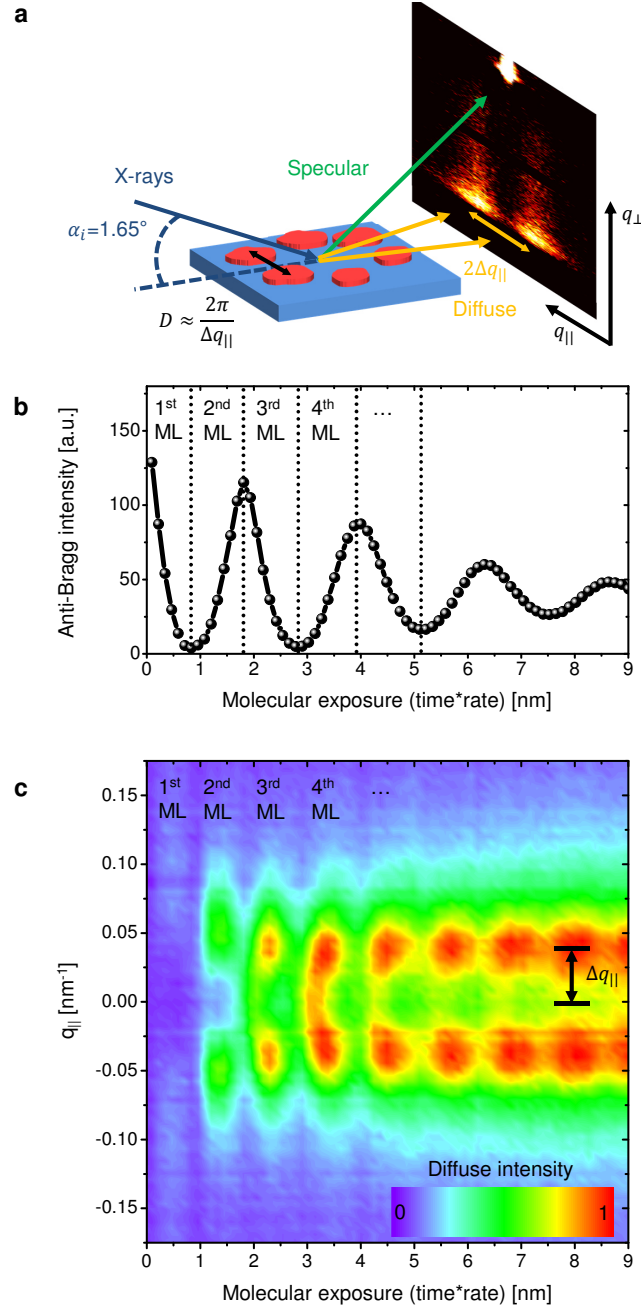 a
X-rays
αi=1.65°
Specular
q⊥
2Δq||
Diffuse
q||
D ≈ 2π/Δq||
b
1st 2nd 3rd 4th …
ML ML ML ML
Anti-Bragg intensity [a.u.]
150
100
50
0
0 1 2 3 4 5 6 7 8 9
Molecular exposure (time*rate) [nm]
c
1st 2nd 3rd 4th …
ML ML ML ML
q|| [nm-1]
0.15
0.10
0.05
0.00
-0.05
-0.10
-0.15
Δq||
Diffuse intensity
0 1
0 1 2 3 4 5 6 7 8 9
Molecular exposure (time*rate) [nm]